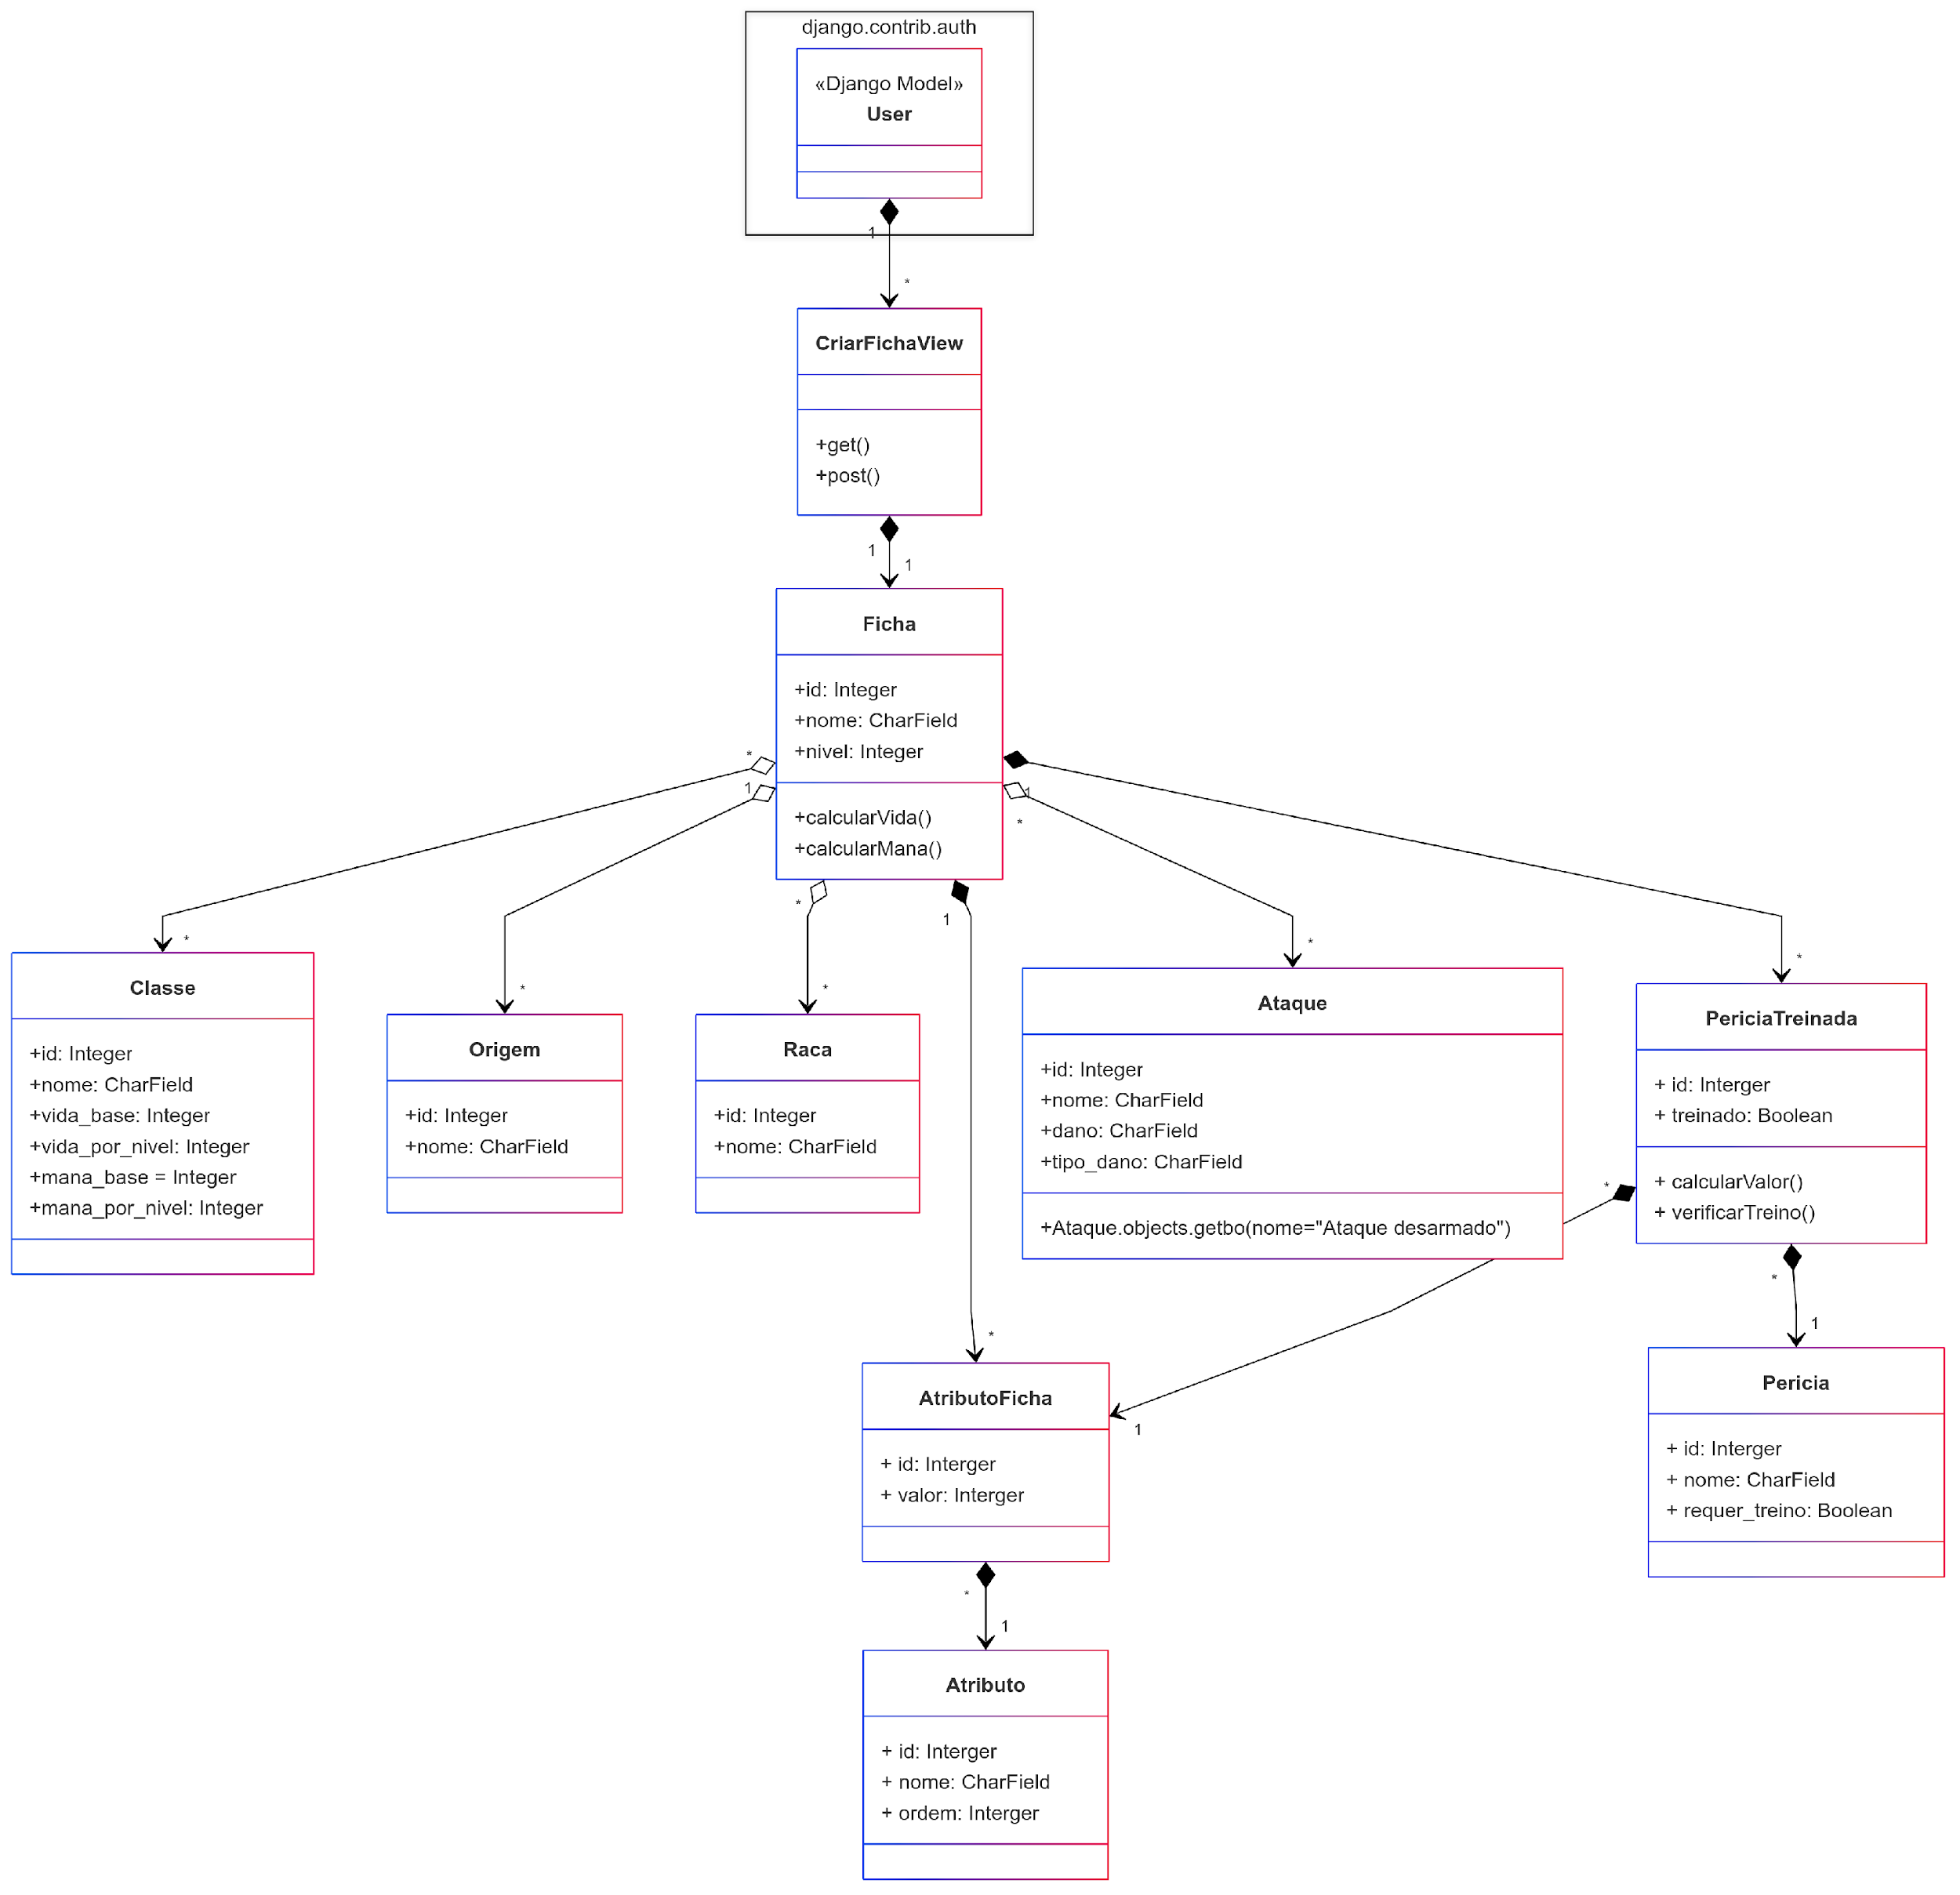 django.contrib.auth
«Django Model»
User
1
*
CriarFichaView
+get()
+post()
1
1
Ficha
+id: Integer
+nome: CharField
+nivel: Integer
+calcularVida()
+calcularMana()
*
1
1
*
*
1
*
*
*
*
*
Classe
+id: Integer
+nome: CharField
+vida_base: Integer
+vida_por_nivel: Integer
+mana_base = Integer
+mana_por_nivel: Integer
Origem
+id: Integer
+nome: CharField
Raca
+id: Integer
+nome: CharField
Ataque
+id: Integer
+nome: CharField
+dano: CharField
+tipo_dano: CharField
+Ataque.objects.getbo(nome="Ataque desarmado")
PericiaTreinada
+ id: Interger
+ treinado: Boolean
+ calcularValor()
+ verificarTreino()
*
*
1
*
1
AtributoFicha
+ id: Interger
+ valor: Interger
Pericia
+ id: Interger
+ nome: CharField
+ requer_treino: Boolean
*
1
Atributo
+ id: Interger
+ nome: CharField
+ ordem: Interger